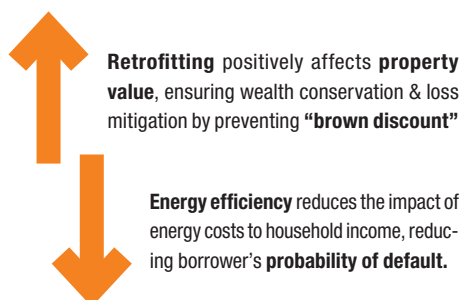 Retrofitting positively affects property
value, ensuring wealth conservation & loss
mitigation by preventing “brown discount”
Energy efficiency reduces the impact of
energy costs to household income, reduc-
ing borrower’s probability of default.